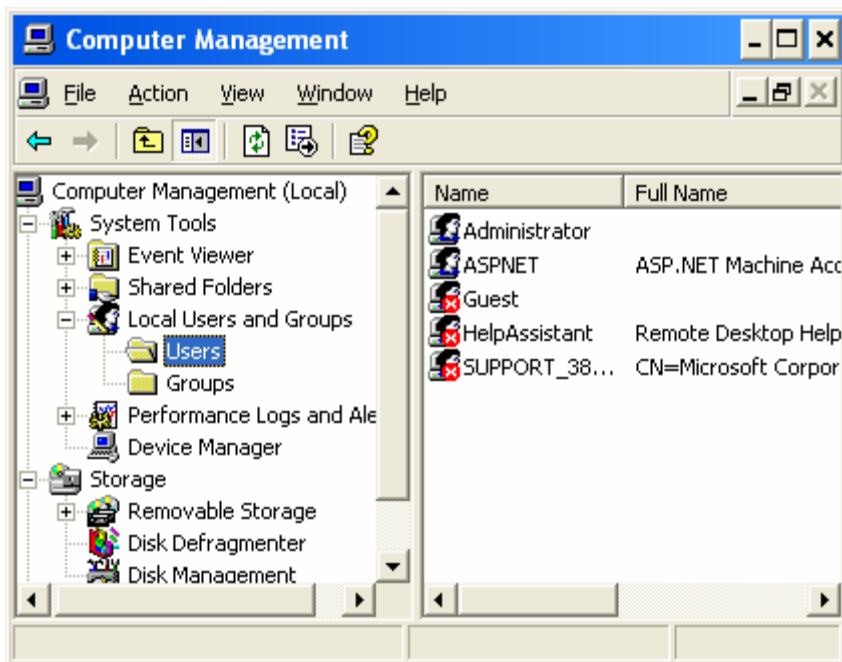 Computer Management
File Action View Window Help
Computer Management (Local)
System Tools
Event Viewer
Shared Folders
Local Users and Groups
Users
Groups
Performance Logs and Ale
Device Manager
Storage
Removable Storage
Disk Defragmenter
Disk Management
Name Full Name
Administrator
ASPNET ASP.NET Machine Acc
Guest
HelpAssistant Remote Desktop Help
SUPPORT_38... CN=Microsoft Corpor